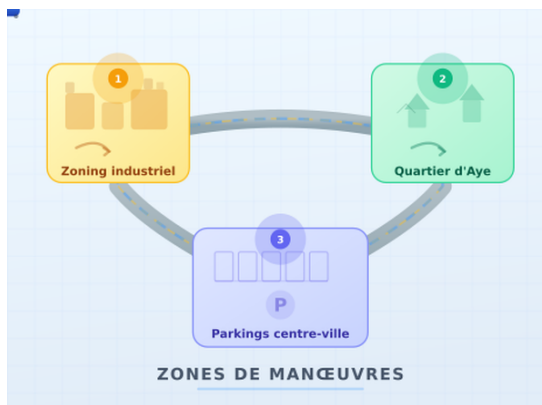 1
Zoning industriel
2
Quartier d'Aye
3
P
Parkings centre-ville
ZONES DE MANŒUVRES